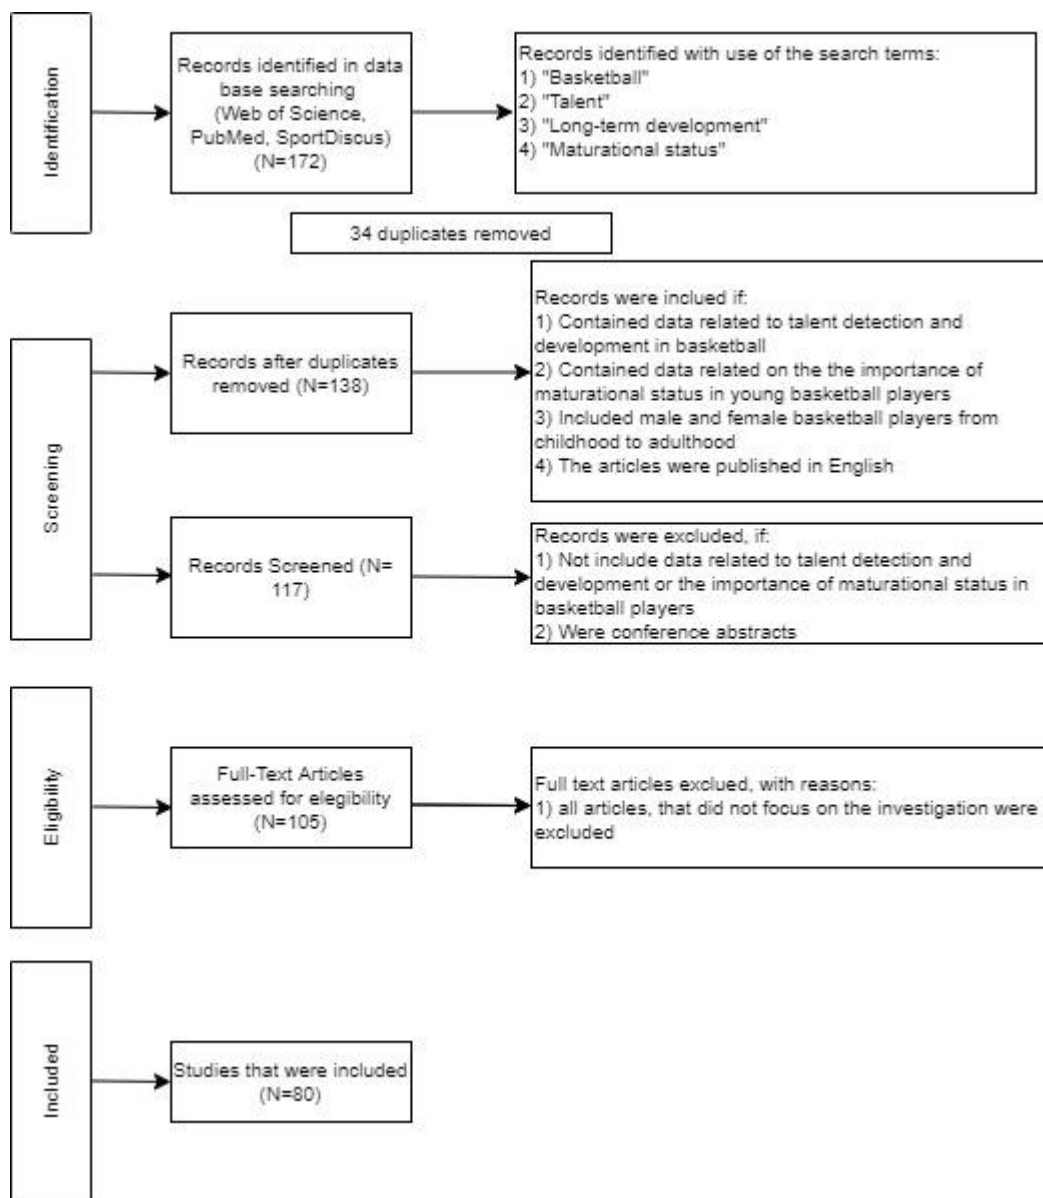 Identification
Records identified in data
base searching
(Web of Science,
PubMed, SportDiscus)
(N=172)
Records identified with use of the search terms:
1) "Basketball"
2) "Talent"
3) "Long-term development"
4) "Maturational status"
34 duplicates removed
Screening
Records after duplicates
removed (N=138)
Records were inclued if:
1) Contained data related to talent detection and
development in basketball
2) Contained data related on the the importance of
maturational status in young basketball players
3) Included male and female basketball players from
childhood to adulthood
4) The articles were published in English
Records Screened (N=
117)
Records were excluded, if:
1) Not include data related to talent detection and
development or the importance of maturational status in
basketball players
2) Were conference abstracts
Eligibility
Full-Text Articles
assessed for elegibility
(N=105)
Full text articles exclued, with reasons:
1) all articles, that did not focus on the investigation were
excluded
Included
Studies that were included
(N=80)